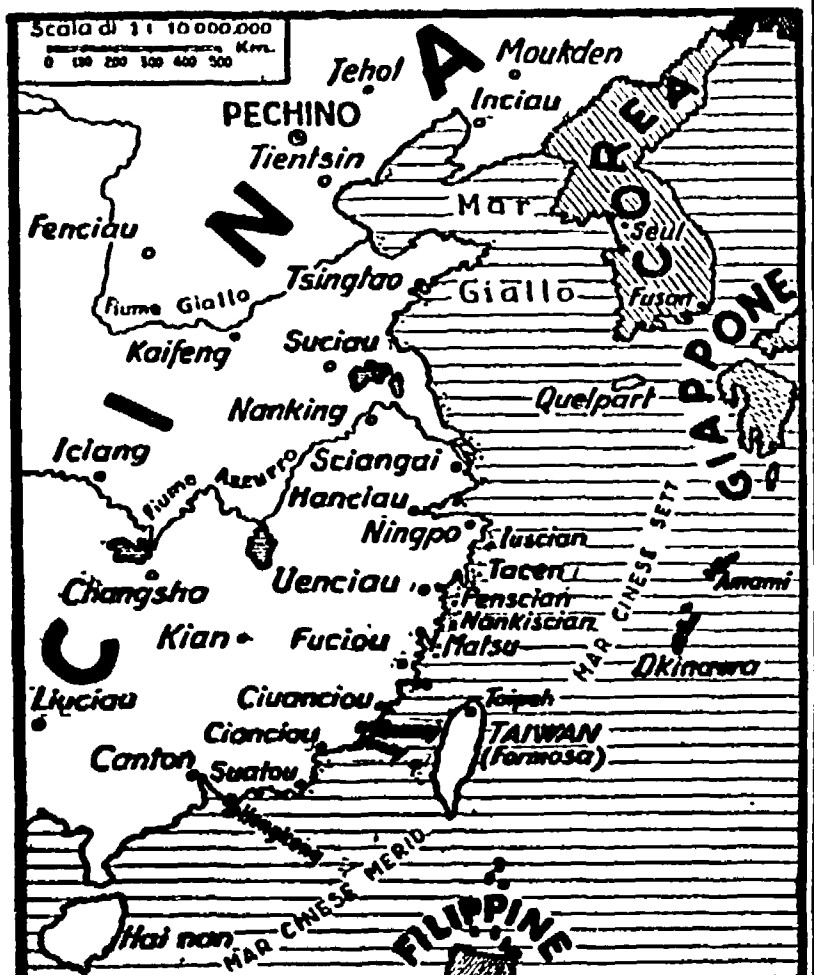 Scala di 1:10.000.000
0 100 200 300 400 500 Km.
CINA
Tehol
Moukden
Inciau
PECHINO
Tientsin
COREA
Mar
Giallo
Seul
Fusan
Fenciau
Fiume Giallo
Tsingtao
Kaifeng
Suciau
GIAPPONE
Quelpart
Nanking
Iciang
Fiume Azzurro
Sciangai
Hanciau
Ningpo
Iuscian
MAR CINESE SETT
Changsha
Uenciau
Tacen
Penscian
Nankiscian
Amami
Kian
Fuciou
Matsu
Okinawa
Liuciau
Ciuanciou
Taipeh
Cianciou
TAIWAN
(Formosa)
Canton
Suatou
Hongkong
MAR CINESE MERID
Hai nan
FILIPPINE